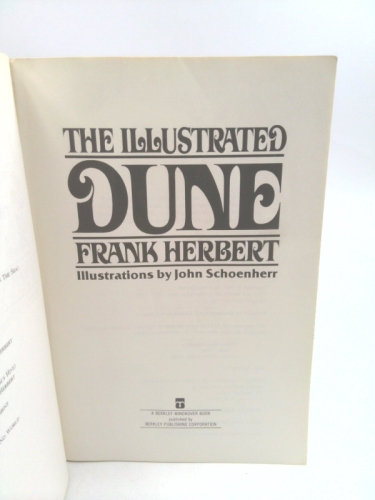 THE ILLUSTRATED
DUNE
FRANK HERBERT
Illustrations by John Schoenherr
A BERKLEY WINDHOVER BOOK
published by
BERKLEY PUBLISHING CORPORATION